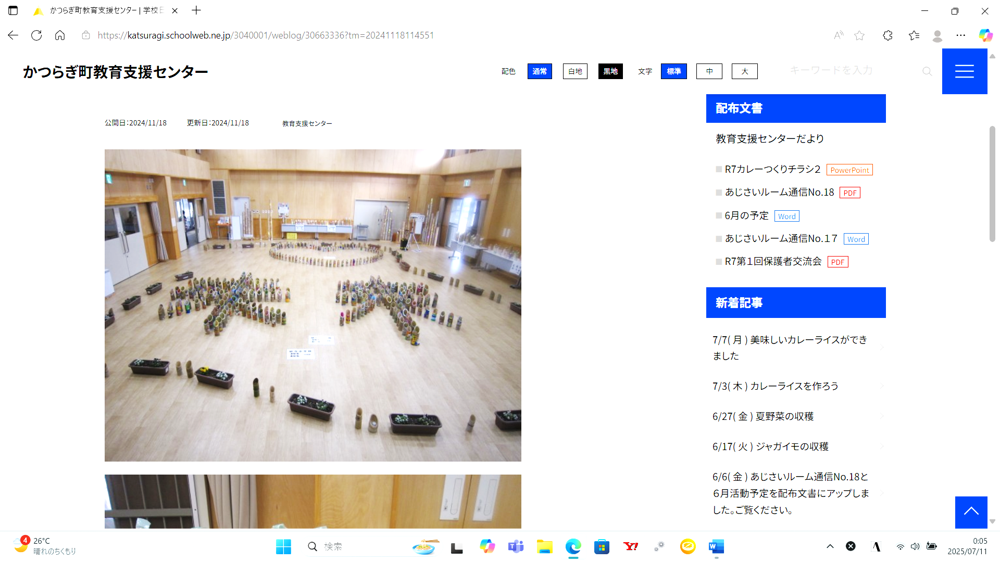 かつらぎ町教育支援センター | 学校日
https://katsuragi.schoolweb.ne.jp/3040001/weblog/30663336?tm=20241118114551
かつらぎ町教育支援センター
配色 通常 白地 黒地 文字 標準 中 大 キーワードを入力
公開日:2024/11/18 更新日:2024/11/18 教育支援センター
配布文書
教育支援センターだより
R7カレーつくりチラシ2 PowerPoint
あじさいルーム通信No.18 PDF
6月の予定 Word
あじさいルーム通信No.17 Word
R7第1回保護者交流会 PDF
新着記事
7/7( 月 ) 美味しいカレーライスができ
ました
7/3( 木 ) カレーライスを作ろう
6/27( 金 ) 夏野菜の収穫
6/17( 火 ) ジャガイモの収穫
6/6( 金 ) あじさいルーム通信No.18と
6月活動予定を配布文書にアップしま
した。ご覧ください。
4
26°C
晴れのちくもり
検索
0:05
2025/07/11